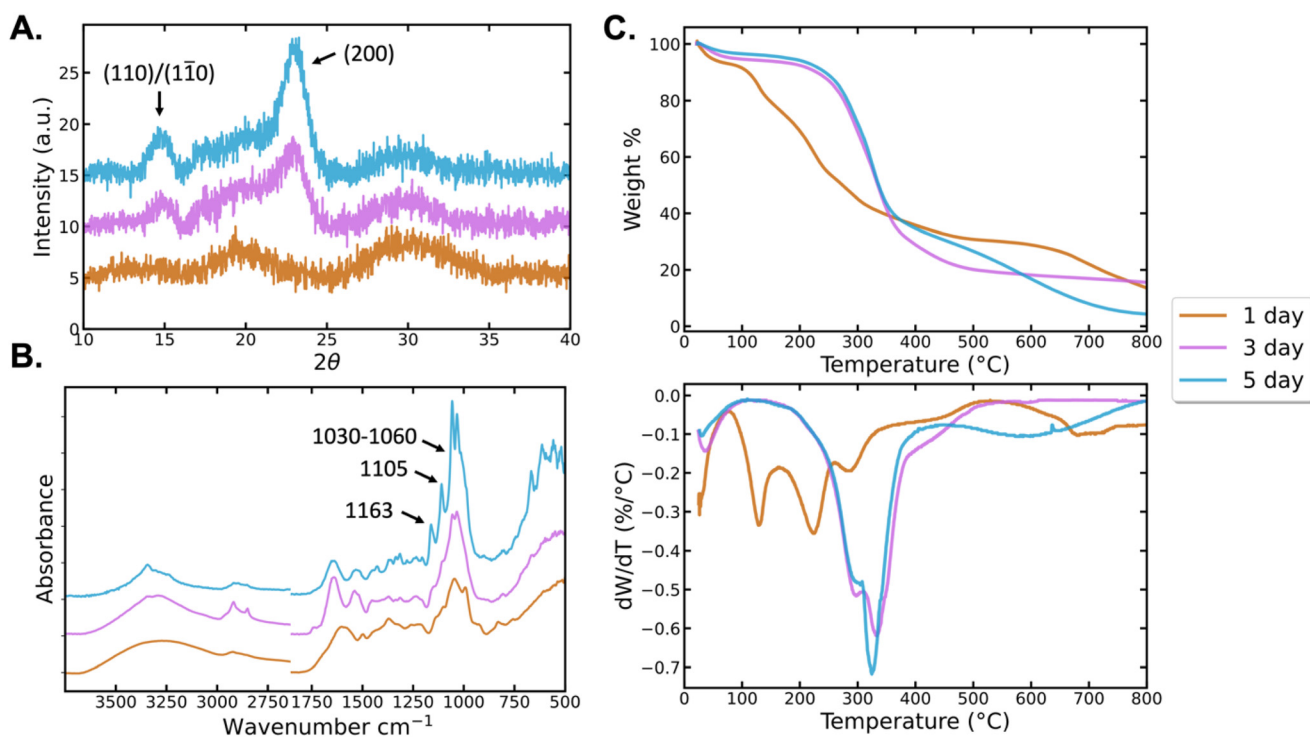 A.
(110)/(11̄0)
(200)
Intensity (a.u.)
25
20
15
10
5
0
10 15 20 25 30 35 40
2θ
B.
1030-1060
1105
1163
Absorbance
3500 3000 2750 1750 1250 1000 750 500
Wavenumber cm⁻¹
C.
Weight %
100
80
60
40
20
0
0 100 200 300 400 500 600 700 800
Temperature (°C)
dW/dT (%/°C)
0.0
−0.1
−0.2
−0.3
−0.4
−0.5
−0.6
−0.7
0 100 200 300 400 500 600 700 800
Temperature (°C)
1 day
3 day
5 day